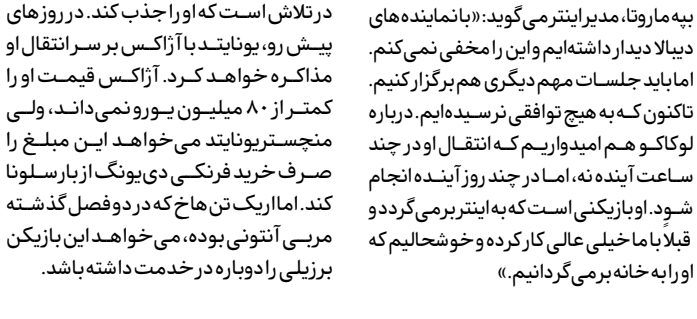 بپه ماروتا، مدیر اینتر می‌گوید: «با نماینده‌های
دیبالا دیدار داشته‌ایم و این را مخفی نمی‌کنم.
اما باید جلسات مهم دیگری هم برگزار کنیم.
تاکنون که به هیچ توافقی نرسیده‌ایم. درباره
لوکاکو هم امیدواریم که انتقال او در چند
ساعت آینده نه، اما در چند روز آینده انجام
شود. او بازیکنی است که به اینتر برمی‌گردد و
قبلاً با ما خیلی عالی کار کرده و خوشحالیم که
او را به خانه برمی‌گردانیم.»
در تلاش است که او را جذب کند. در روزهای
پیش رو، یونایتد با آژاکس بر سر انتقال او
مذاکره خواهد کرد. آژاکس قیمت او را
کمتر از ۸۰ میلیون یورو نمی‌داند، ولی
منچستریونایتد می‌خواهد این مبلغ را
صرف خرید فرنکی دی‌یونگ از بارسلونا
کند. اما اریک تن هاخ که در دو فصل گذشته
مربی آنتونی بوده، می‌خواهد این بازیکن
برزیلی را دوباره در خدمت داشته باشد.